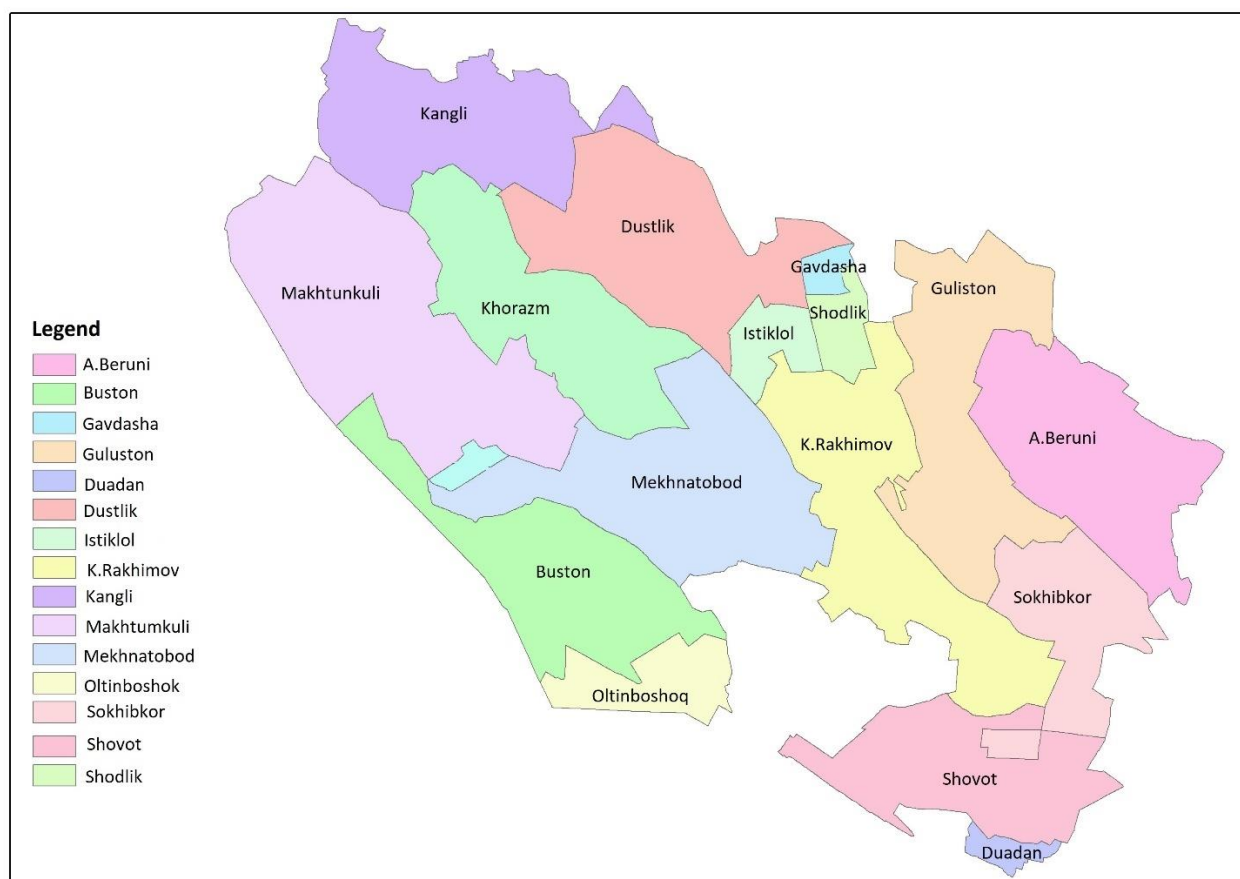 Kangli
Dustlik
Gavdasha
Guliston
Makhtunkuli
Khorazm
Shodlik
Istiklol
A.Beruni
K.Rakhimov
Mekhnatobod
Buston
Sokhibkor
Oltinboshoq
Shovot
Duadan
Legend
A.Beruni
Buston
Gavdasha
Guluston
Duadan
Dustlik
Istiklol
K.Rakhimov
Kangli
Makhtumkuli
Mekhnatobod
Oltinboshok
Sokhibkor
Shovot
Shodlik